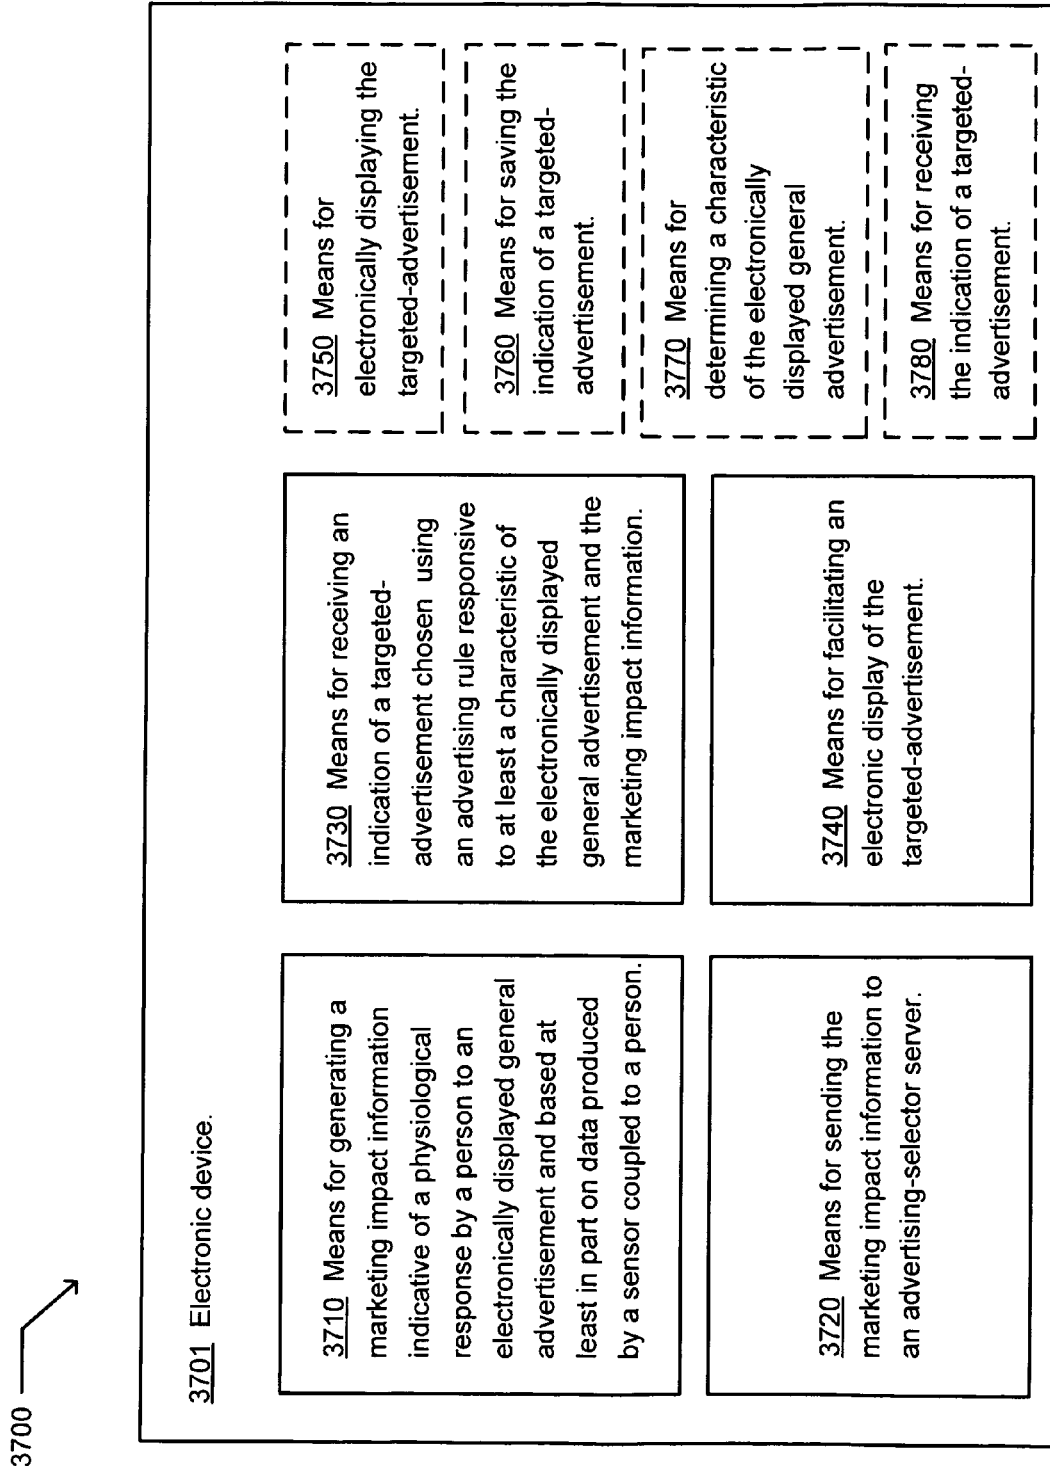 3700
3701 Electronic device.
3710 Means for generating a
marketing impact information
indicative of a physiological
response by a person to an
electronically displayed general
advertisement and based at
least in part on data produced
by a sensor coupled to a person.
3720 Means for sending the
marketing impact information to
an advertising-selector server.
3730 Means for receiving an
indication of a targeted-
advertisement chosen using
an advertising rule responsive
to at least a characteristic of
the electronically displayed
general advertisement and the
marketing impact information.
3740 Means for facilitating an
electronic display of the
targeted-advertisement.
3750 Means for
electronically displaying the
targeted-advertisement.
3760 Means for saving the
indication of a targeted-
advertisement.
3770 Means for
determining a characteristic
of the electronically
displayed general
advertisement.
3780 Means for receiving
the indication of a targeted-
advertisement.